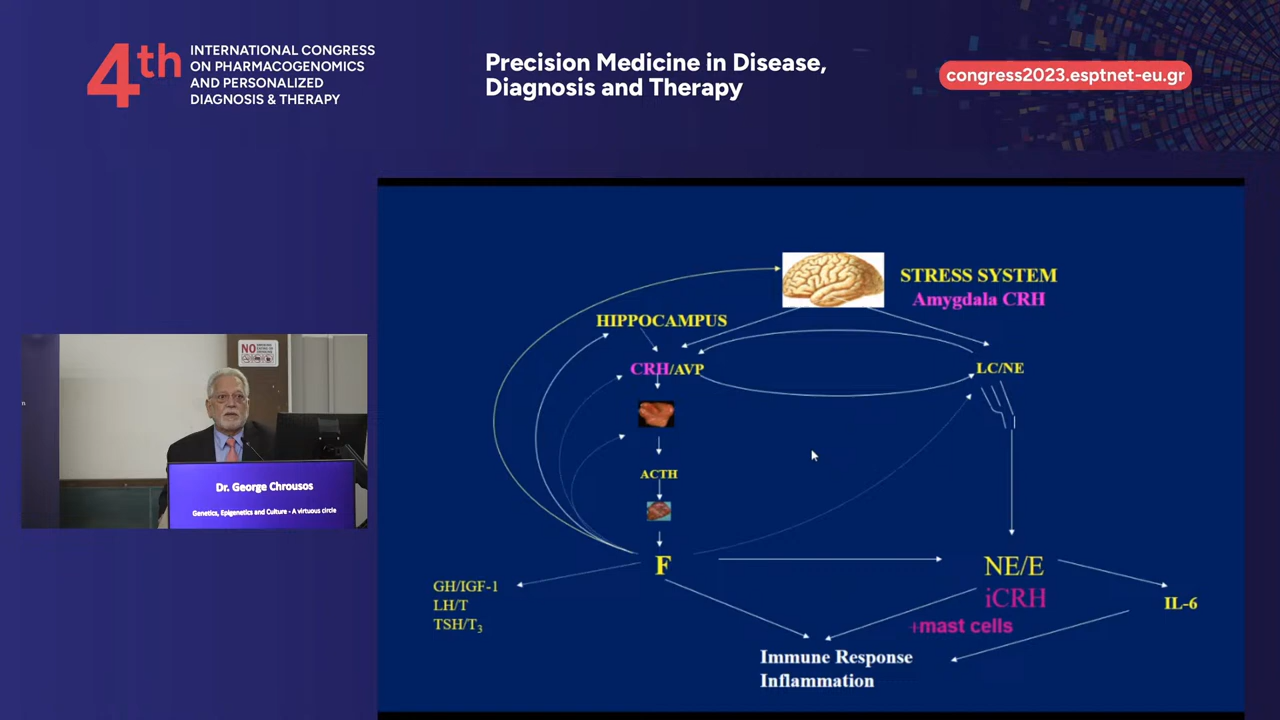 4th
INTERNATIONAL CONGRESS
ON PHARMACOGENOMICS
AND PERSONALIZED
DIAGNOSIS & THERAPY
Precision Medicine in Disease,
Diagnosis and Therapy
congress2023.esptnet-eu.gr
STRESS SYSTEM
Amygdala CRH
HIPPOCAMPUS
CRH/AVP
LC/NE
ACTH
F
NE/E
iCRH
+mast cells
IL-6
GH/IGF-1
LH/T
TSH/T3
Immune Response
Inflammation
NO
Dr. George Chrousos
Genetics, Epigenetics and Culture - A virtuous circle